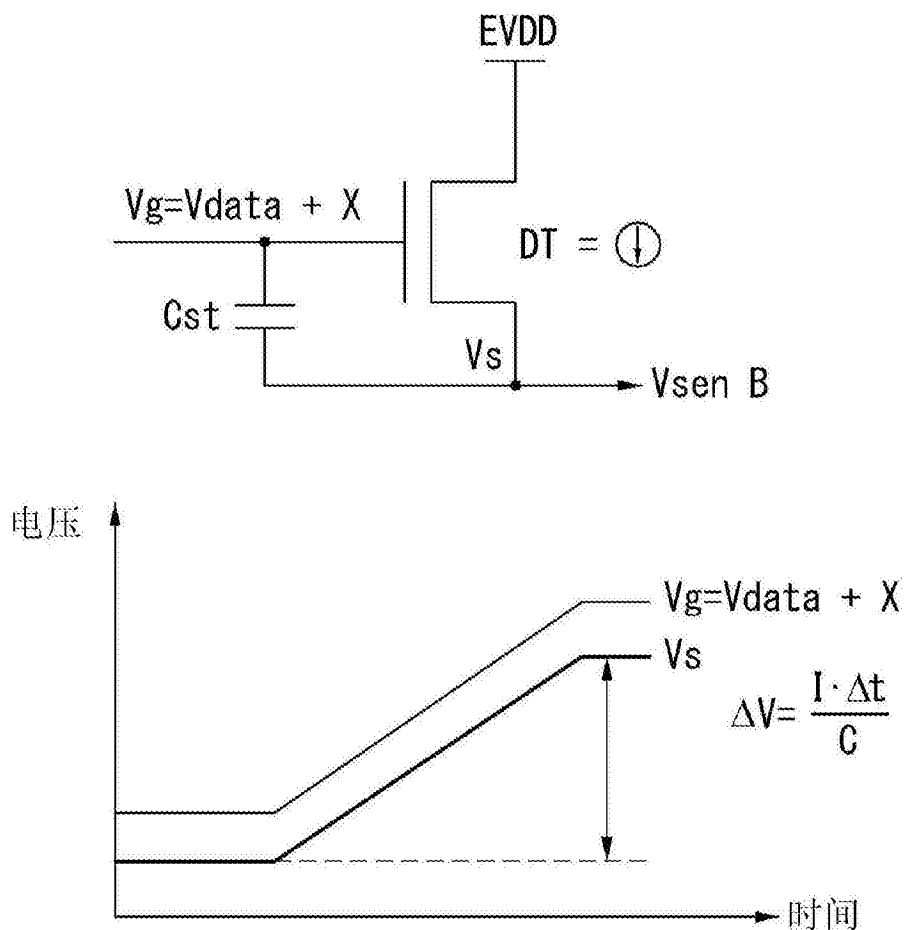 EVDD
Vg=Vdata + X
DT =
Cst
Vs
Vsen B
电压
Vg=Vdata + X
Vs
ΔV= I·Δt / C
时间